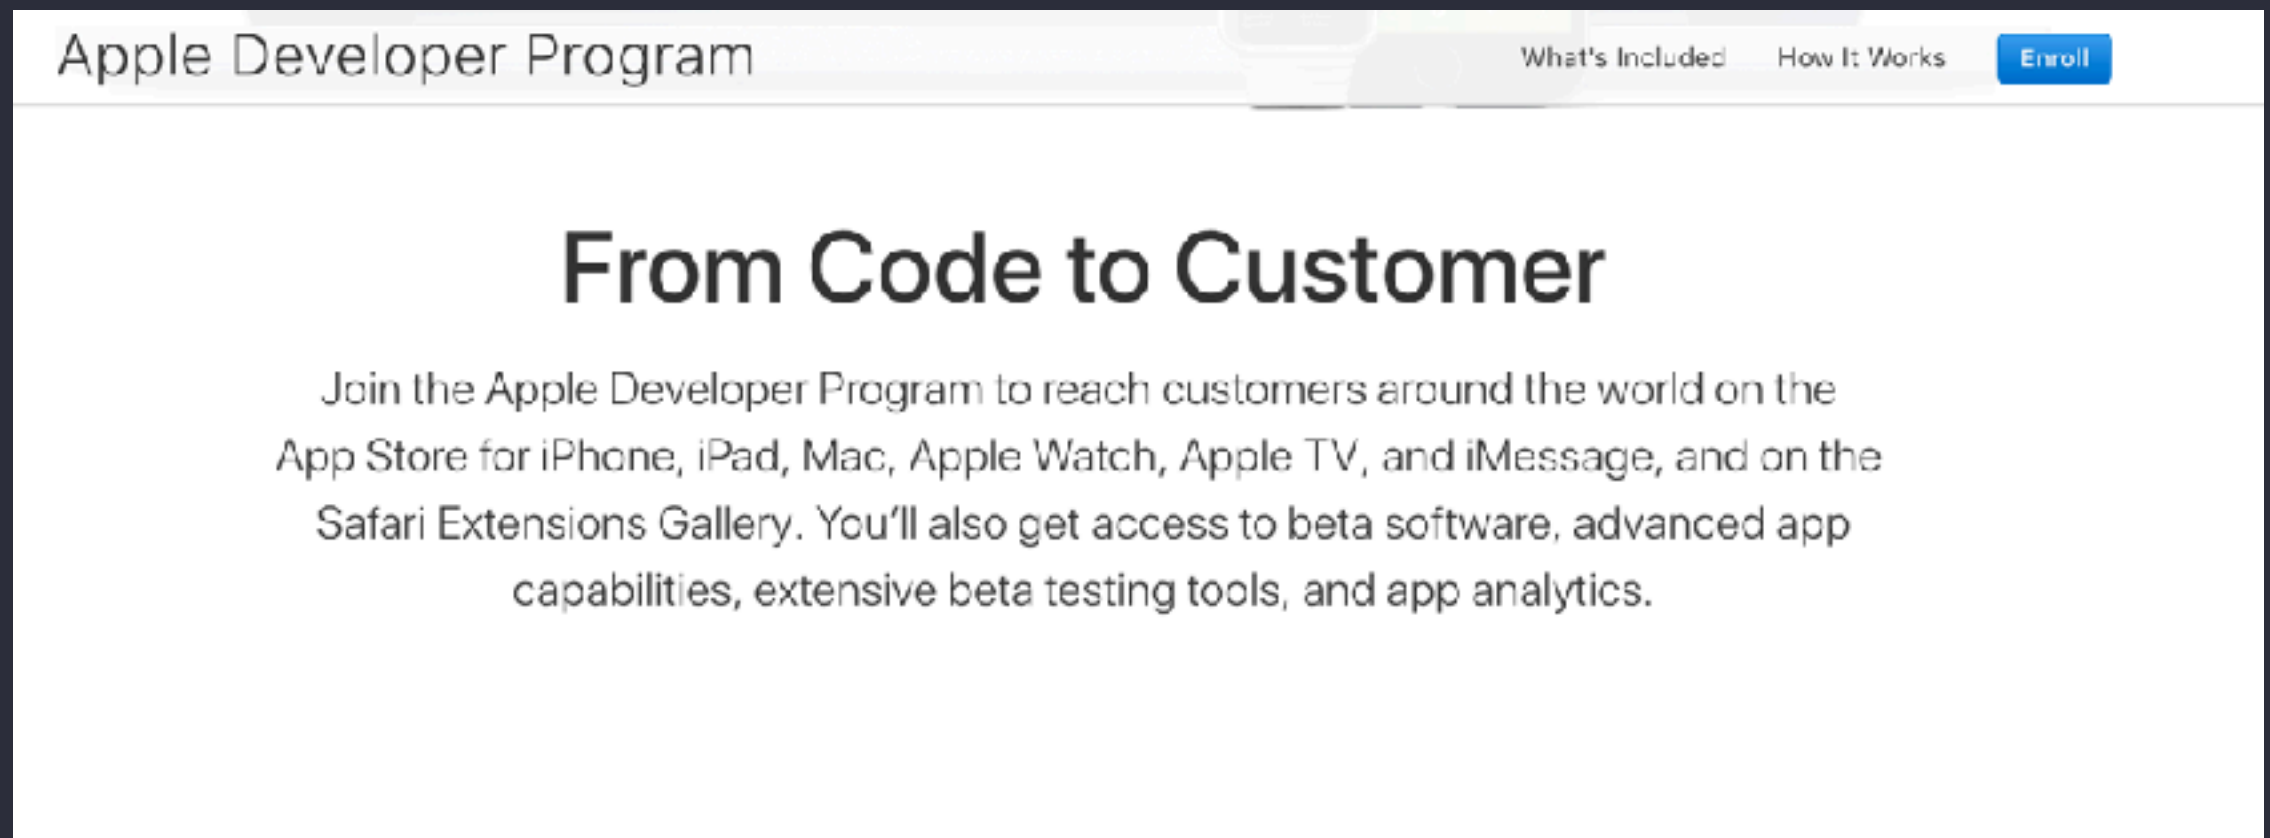 Apple Developer Program
What's Included
How It Works
Enroll
From Code to Customer
Join the Apple Developer Program to reach customers around the world on the
App Store for iPhone, iPad, Mac, Apple Watch, Apple TV, and iMessage, and on the
Safari Extensions Gallery. You’ll also get access to beta software, advanced app
capabilities, extensive beta testing tools, and app analytics.